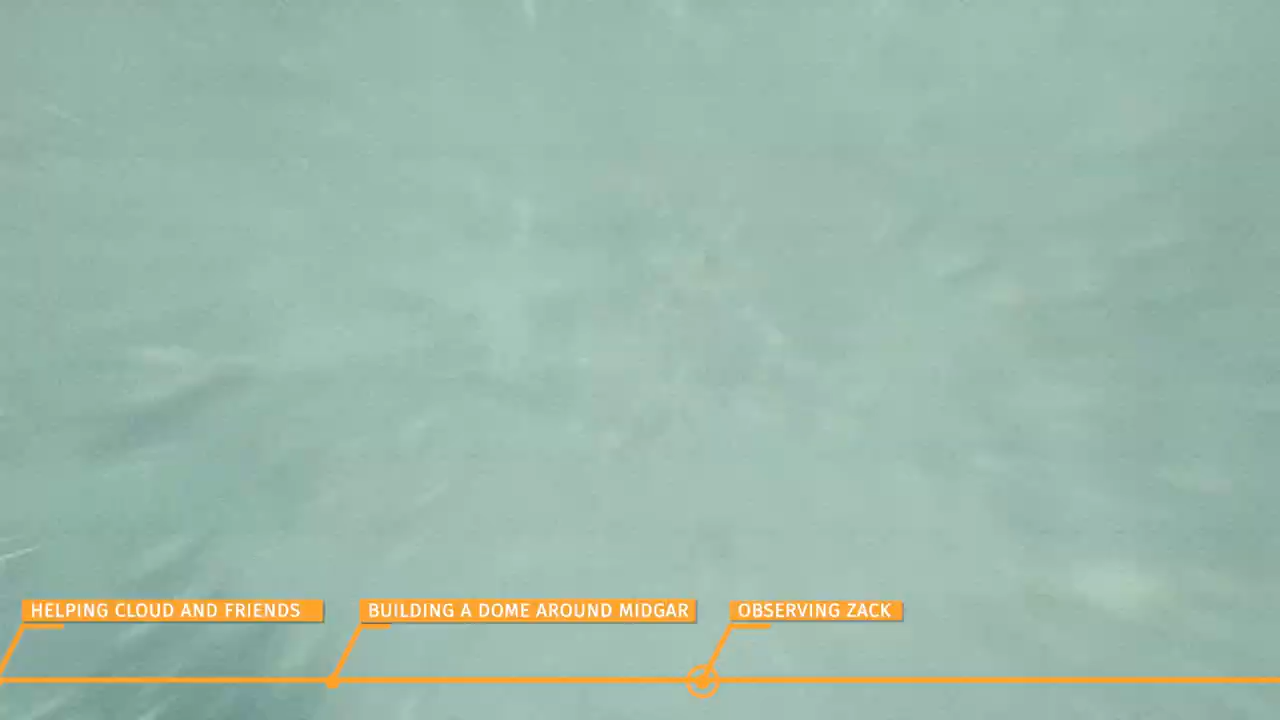 HELPING CLOUD AND FRIENDS
BUILDING A DOME AROUND MIDGAR
OBSERVING ZACK